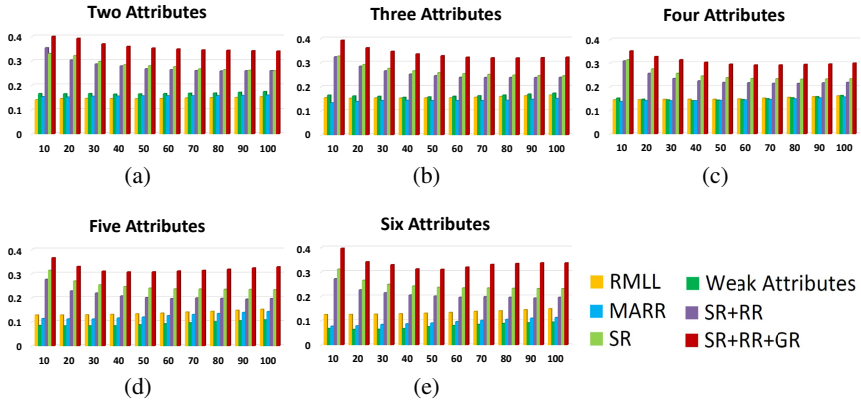 Two Attributes
0.4
0.3
0.2
0.1
0
10 20 30 40 50 60 70 80 90 100
(a)
Three Attributes
0.4
0.3
0.2
0.1
0
10 20 30 40 50 60 70 80 90 100
(b)
Four Attributes
0.4
0.3
0.2
0.1
0
10 20 30 40 50 60 70 80 90 100
(c)
Five Attributes
0.4
0.3
0.2
0.1
0
10 20 30 40 50 60 70 80 90 100
(d)
Six Attributes
0.4
0.3
0.2
0.1
0
10 20 30 40 50 60 70 80 90 100
(e)
RMLL
Weak Attributes
MARR
SR+RR
SR
SR+RR+GR